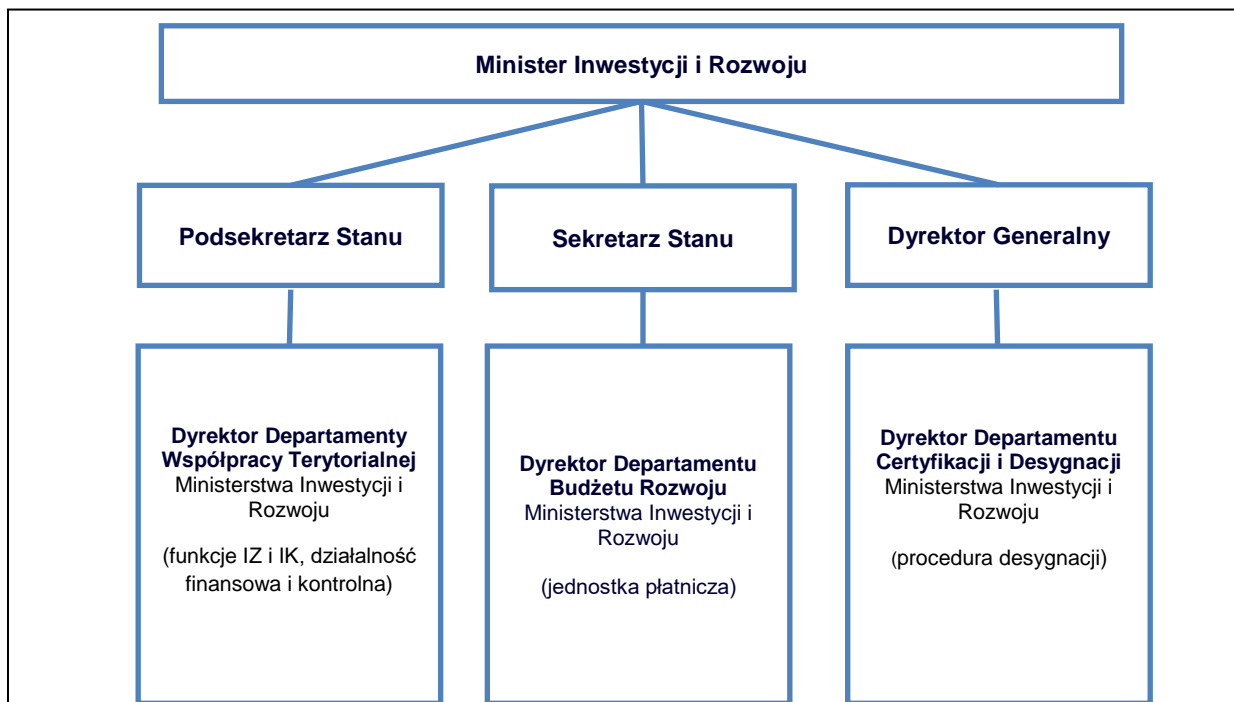 Minister Inwestycji i Rozwoju
Podsekretarz Stanu
Sekretarz Stanu
Dyrektor Generalny
Dyrektor Departamenty
Współpracy Terytorialnej
Ministerstwa Inwestycji i
Rozwoju
(funkcje IZ i IK, działalność
finansowa i kontrolna)
Dyrektor Departamentu
Budżetu Rozwoju
Ministerstwa Inwestycji i
Rozwoju
(jednostka płatnicza)
Dyrektor Departamentu
Certyfikacji i Desygnacji
Ministerstwa Inwestycji i
Rozwoju
(procedura desygnacji)